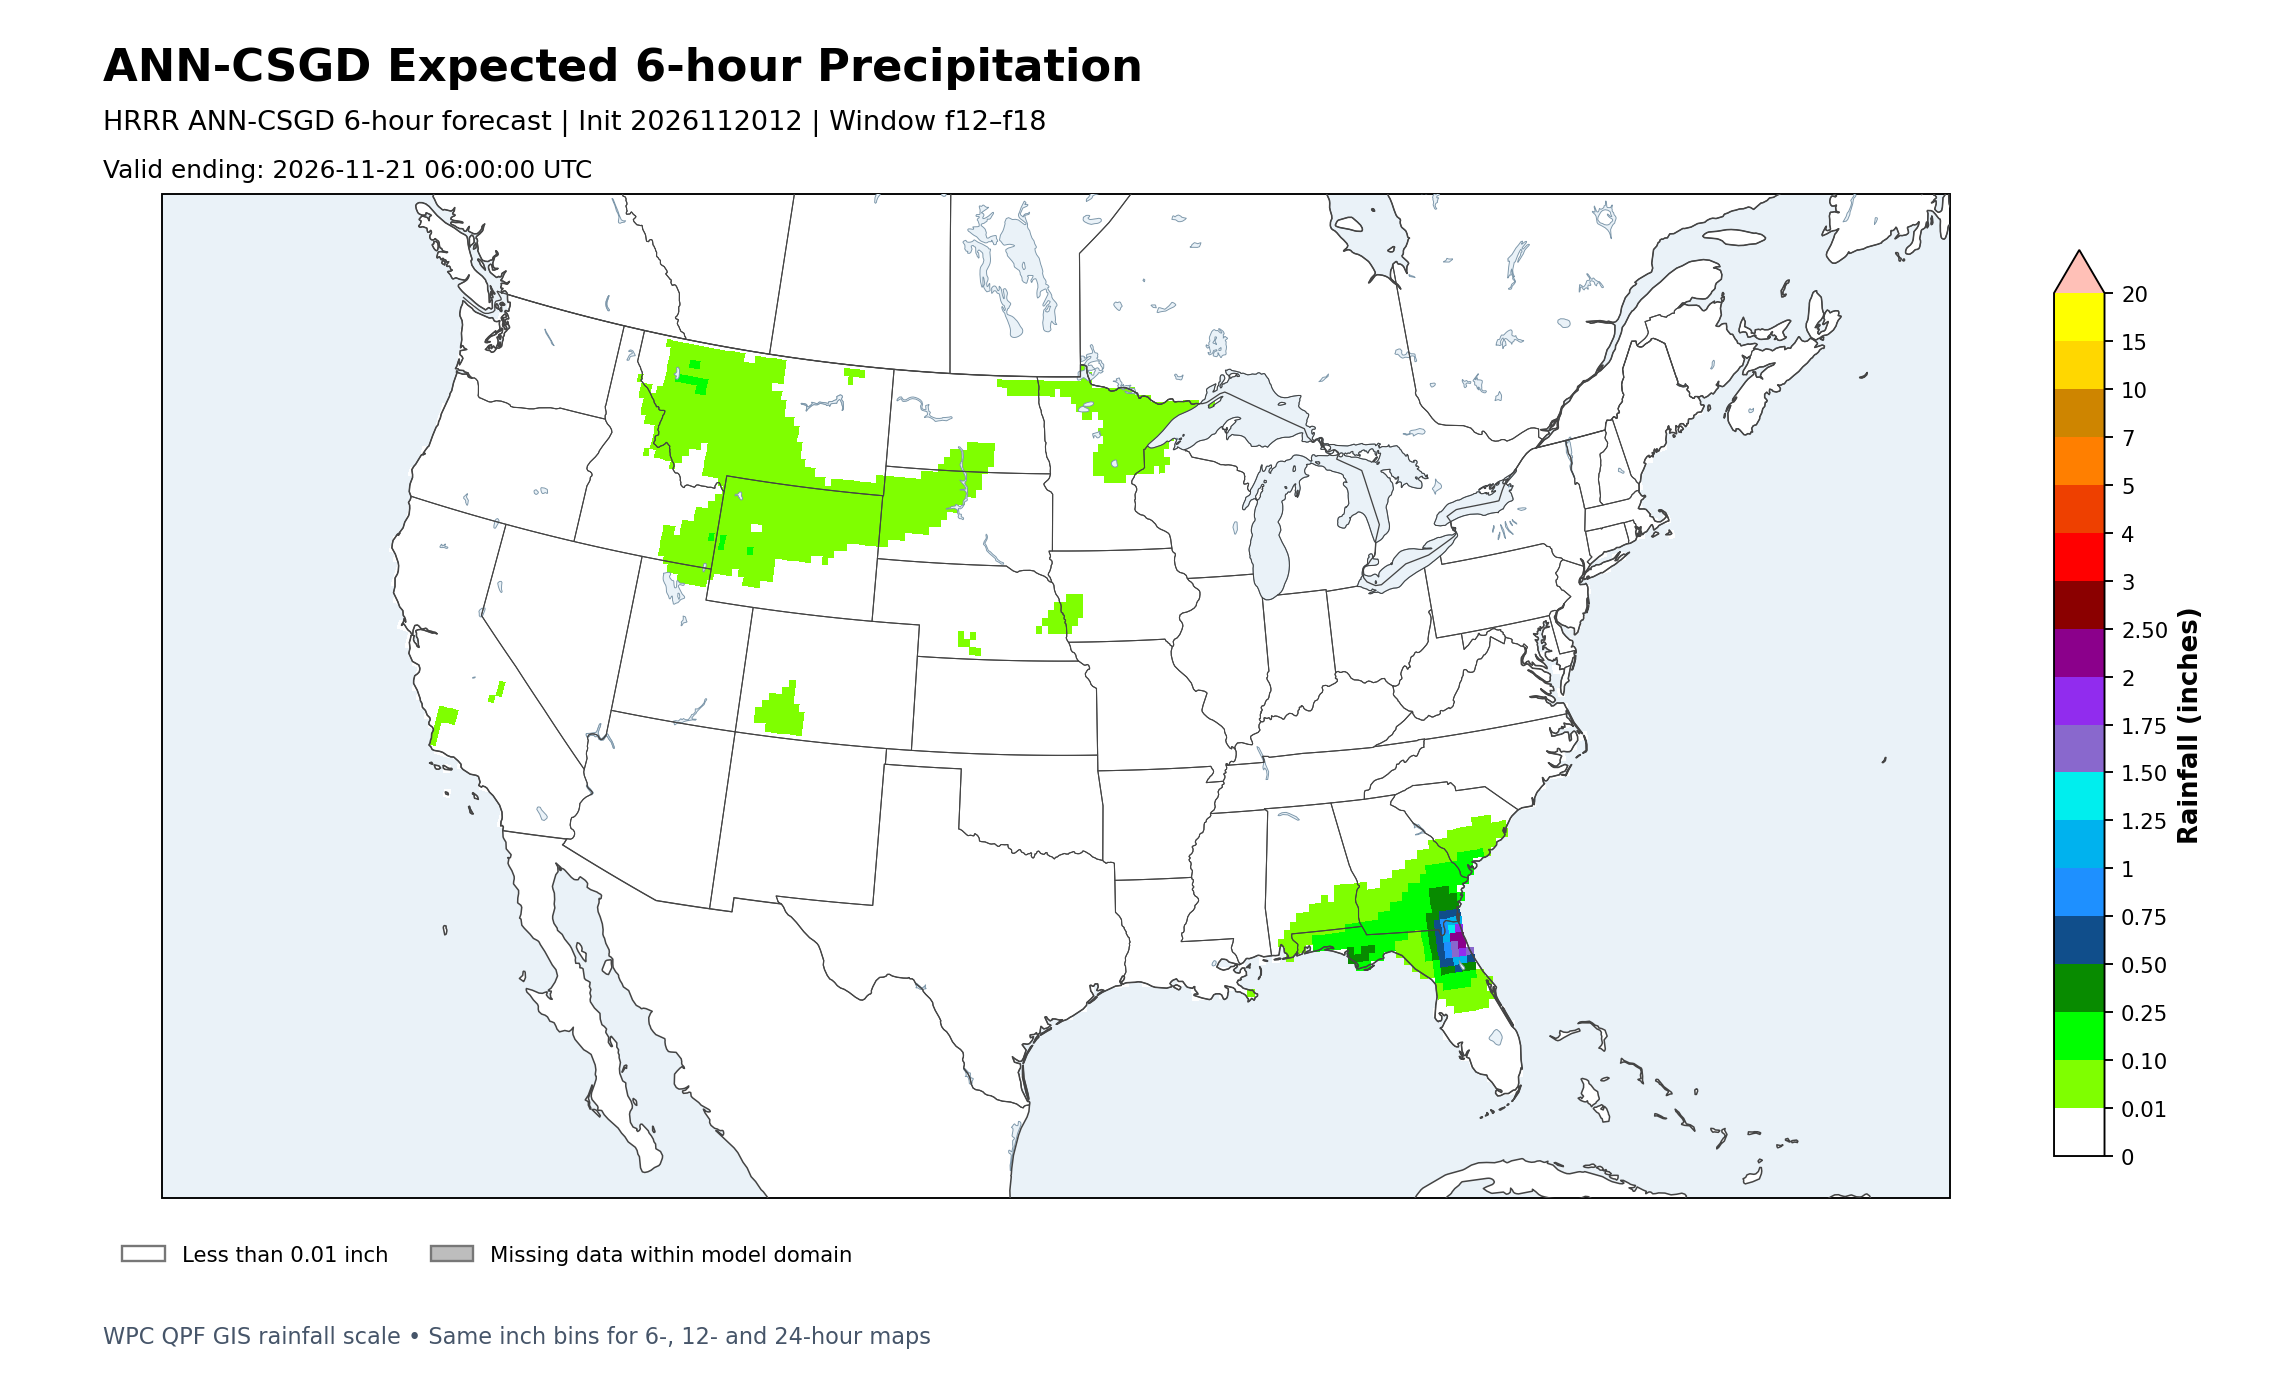 ANN-CSGD Expected 6-hour Precipitation
HRRR ANN-CSGD 6-hour forecast | Init 2026112012 | Window f12–f18
Valid ending: 2026-11-21 06:00:00 UTC
20
15
10
7
5
4
3
2.50
2
1.75
1.50
1.25
1
0.75
0.50
0.25
0.10
0.01
0
Rainfall (inches)
Less than 0.01 inch
Missing data within model domain
WPC QPF GIS rainfall scale • Same inch bins for 6-, 12- and 24-hour maps